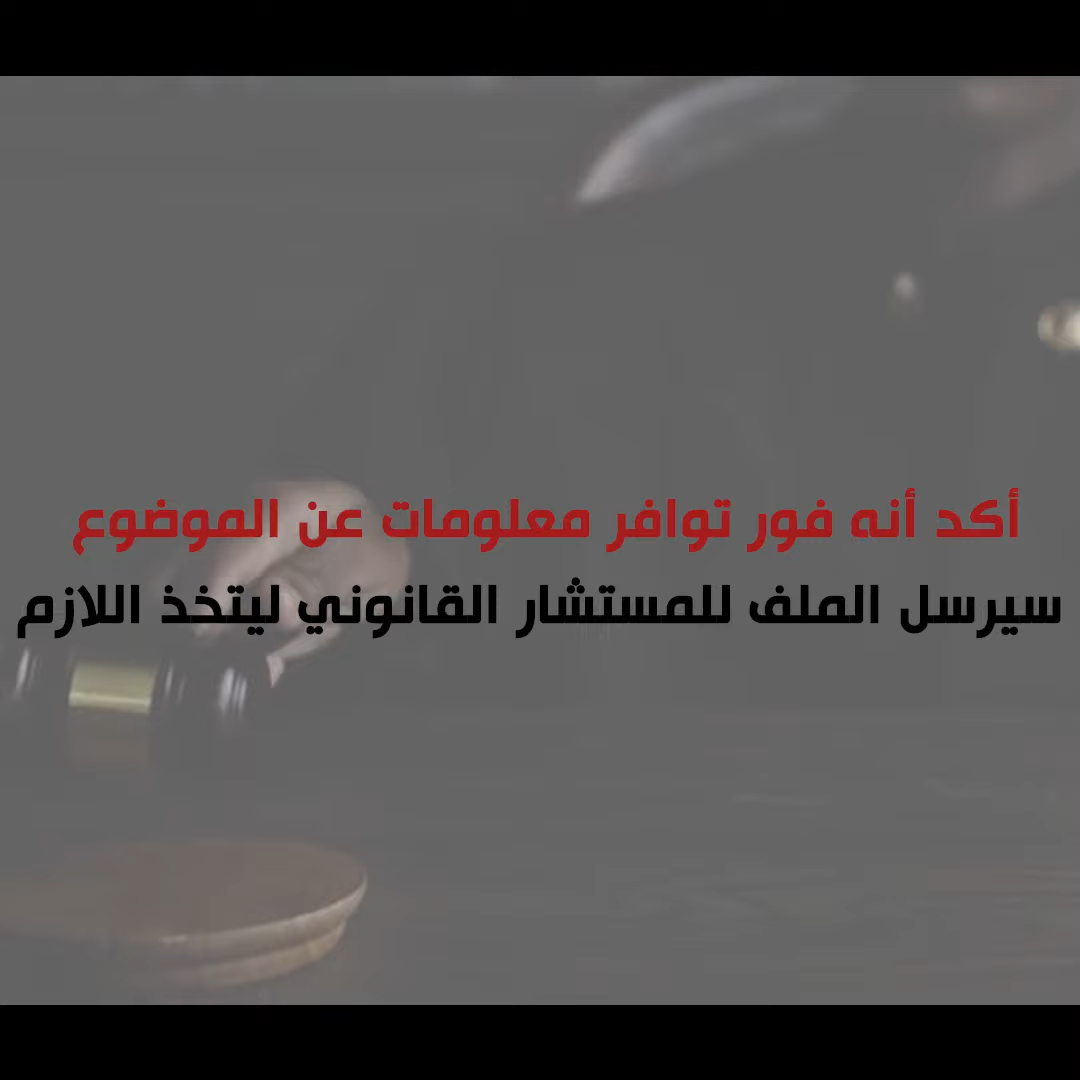 أكد أنه فور توافر معلومات عن الموضوع
سيرسل الملف للمستشار القانوني ليتخذ اللازم